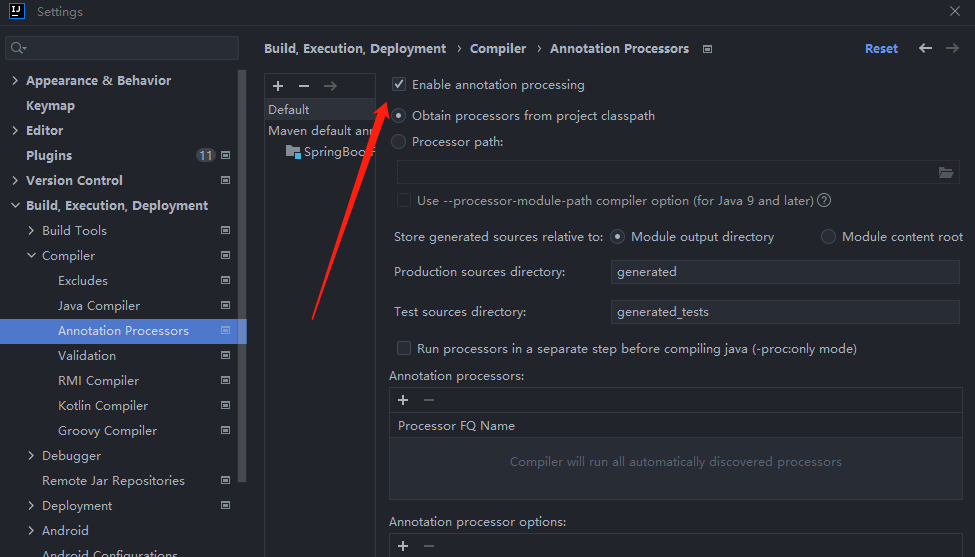 IJ
Settings
Build, Execution, Deployment › Compiler › Annotation Processors
Reset
Appearance & Behavior
Keymap
Editor
Plugins 11
Version Control
Build, Execution, Deployment
Build Tools
Compiler
Excludes
Java Compiler
Annotation Processors
Validation
RMI Compiler
Kotlin Compiler
Groovy Compiler
Debugger
Remote Jar Repositories
Deployment
Android
Android Configurations
Default
Maven default ann
SpringBoot
Enable annotation processing
Obtain processors from project classpath
Processor path:
Use --processor-module-path compiler option (for Java 9 and later) ?
Store generated sources relative to: Module output directory Module content root
Production sources directory: generated
Test sources directory: generated_tests
Run processors in a separate step before compiling java (-proc:only mode)
Annotation processors:
Processor FQ Name
Compiler will run all automatically discovered processors
Annotation processor options: